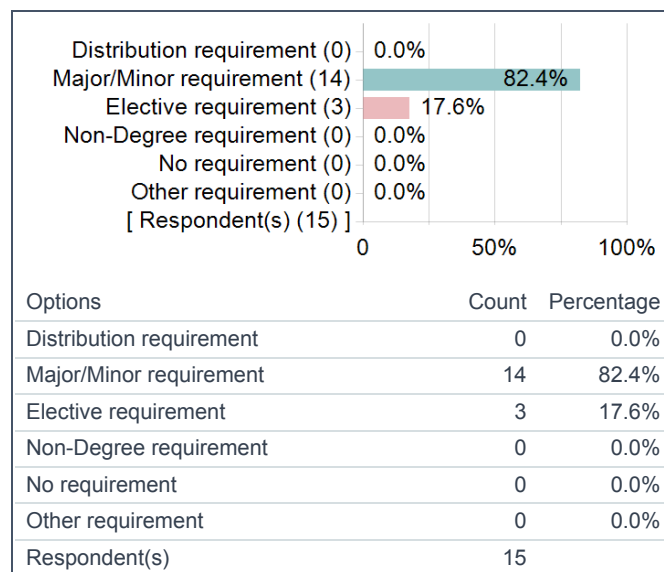 Distribution requirement (0) 0.0%
Major/Minor requirement (14) 82.4%
Elective requirement (3) 17.6%
Non-Degree requirement (0) 0.0%
No requirement (0) 0.0%
Other requirement (0) 0.0%
[ Respondent(s) (15) ]
0 50% 100%
Options Count Percentage
Distribution requirement 0 0.0%
Major/Minor requirement 14 82.4%
Elective requirement 3 17.6%
Non-Degree requirement 0 0.0%
No requirement 0 0.0%
Other requirement 0 0.0%
Respondent(s) 15